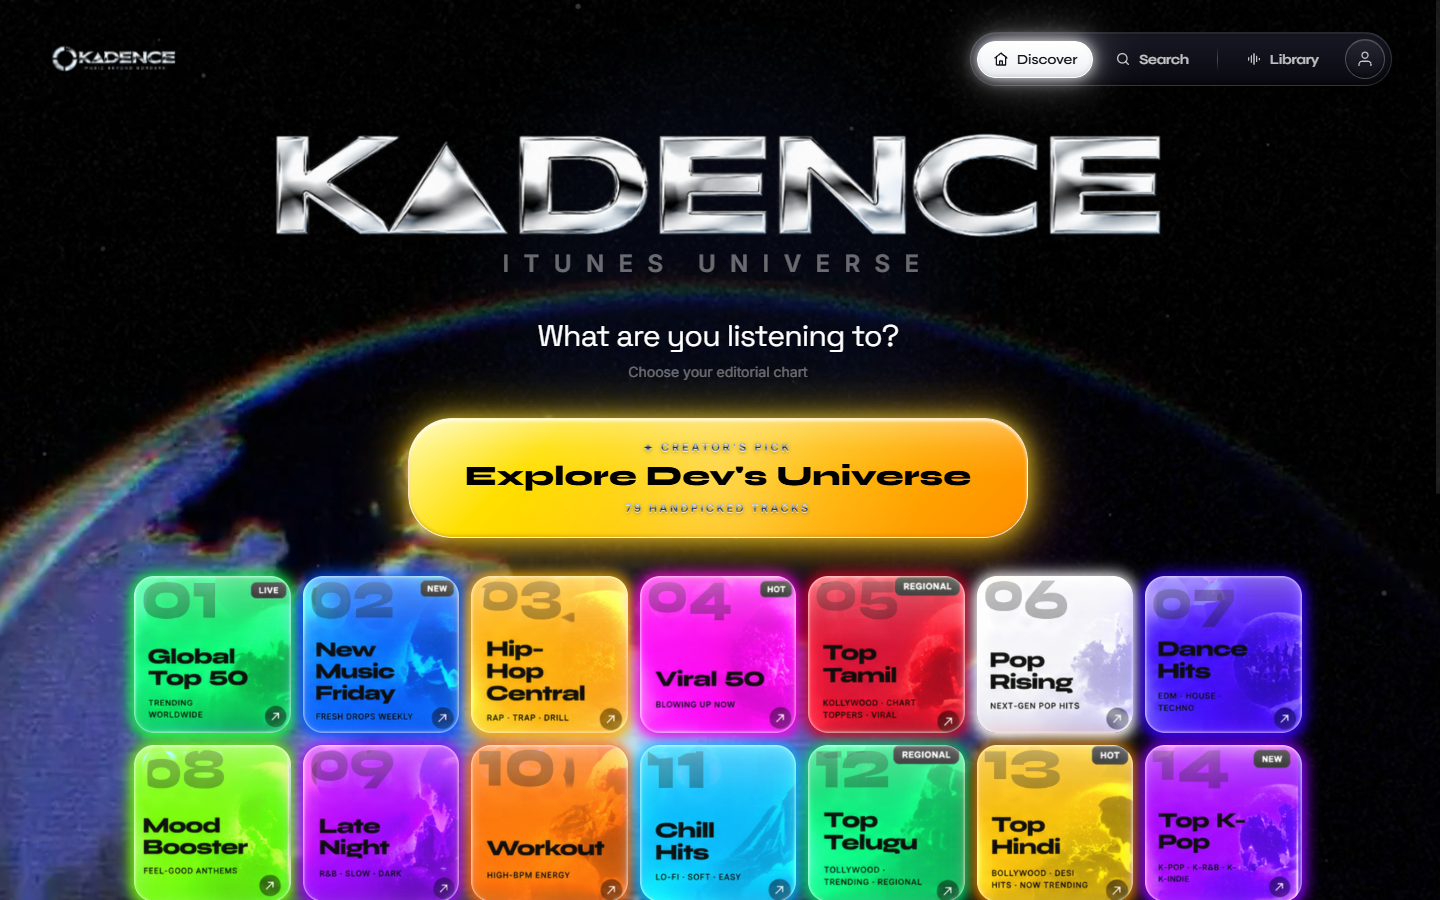 KADENCE
MUSIC BEYOND BORDERS
Discover
Search
Library
KADENCE
ITUNES UNIVERSE
What are you listening to?
Choose your editorial chart
✦ CREATOR'S PICK
Explore Dev's Universe
79 HANDPICKED TRACKS
01
LIVE
Global
Top 50
TRENDING
WORLDWIDE
02
NEW
New
Music
Friday
FRESH DROPS WEEKLY
03
Hip-
Hop
Central
RAP · TRAP · DRILL
04
HOT
Viral 50
BLOWING UP NOW
05
REGIONAL
Top
Tamil
KOLLYWOOD · CHART
TOPPERS · VIRAL
06
Pop
Rising
NEXT-GEN POP HITS
07
Dance
Hits
EDM · HOUSE ·
TECHNO
08
Mood
Booster
FEEL-GOOD ANTHEMS
09
Late
Night
R&B · SLOW · DARK
10
Workout
HIGH-BPM ENERGY
11
Chill
Hits
LO-FI · SOFT · EASY
12
REGIONAL
Top
Telugu
TOLLYWOOD ·
TRENDING · REGIONAL
13
HOT
Top
Hindi
BOLLYWOOD · DESI
HITS · NOW TRENDING
14
NEW
Top K-
Pop
K-POP · K-R&B · K-
K-INDIE